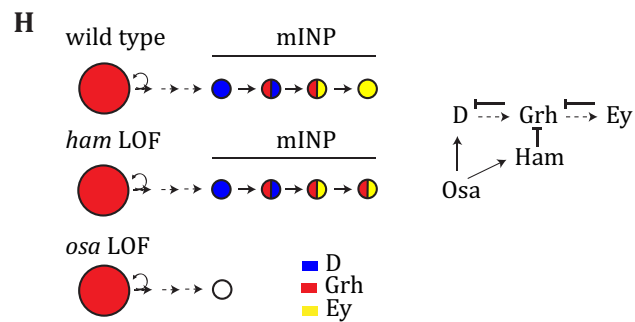 H
wild type
mINP
ham LOF
mINP
osa LOF
D
Grh
Ey
D Grh Ey
Ham
Osa